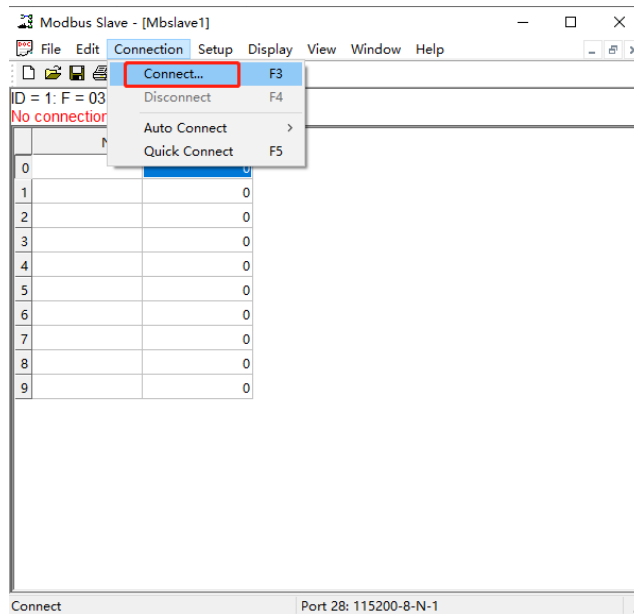 Modbus Slave - [Mbslave1]
File Edit Connection Setup Display View Window Help
Connect... F3
ID = 1: F = 03
Disconnect F4
No connection
Auto Connect >
Quick Connect F5
0 0
1 0
2 0
3 0
4 0
5 0
6 0
7 0
8 0
9 0
Connect Port 28: 115200-8-N-1